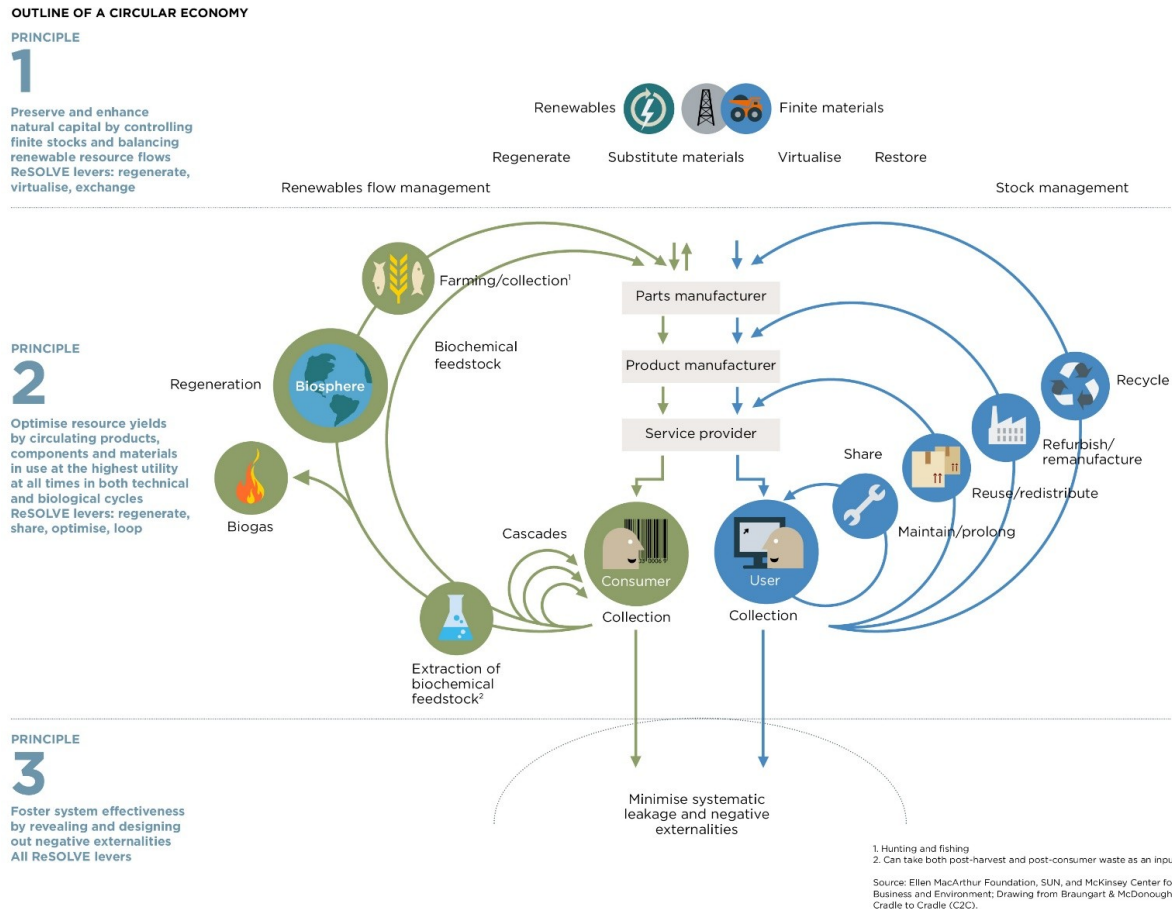 OUTLINE OF A CIRCULAR ECONOMY
PRINCIPLE
1
Preserve and enhance
natural capital by controlling
finite stocks and balancing
renewable resource flows
ReSOLVE levers: regenerate,
virtualise, exchange
Renewables
Finite materials
Regenerate
Substitute materials
Virtualise
Restore
Renewables flow management
Stock management
PRINCIPLE
2
Optimise resource yields
by circulating products,
components and materials
in use at the highest utility
at all times in both technical
and biological cycles
ReSOLVE levers: regenerate,
share, optimise, loop
Farming/collection¹
Biochemical
feedstock
Regeneration
Biosphere
Biogas
Cascades
Extraction of
biochemical
feedstock²
Parts manufacturer
Product manufacturer
Service provider
Consumer
Collection
User
Collection
Share
Maintain/prolong
Reuse/redistribute
Refurbish/
remanufacture
Recycle
PRINCIPLE
3
Foster system effectiveness
by revealing and designing
out negative externalities
All ReSOLVE levers
Minimise systematic
leakage and negative
externalities
1. Hunting and fishing
2. Can take both post-harvest and post-consumer waste as an inpu
Source: Ellen MacArthur Foundation, SUN, and McKinsey Center fo
Business and Environment; Drawing from Braungart & McDonough
Cradle to Cradle (C2C).